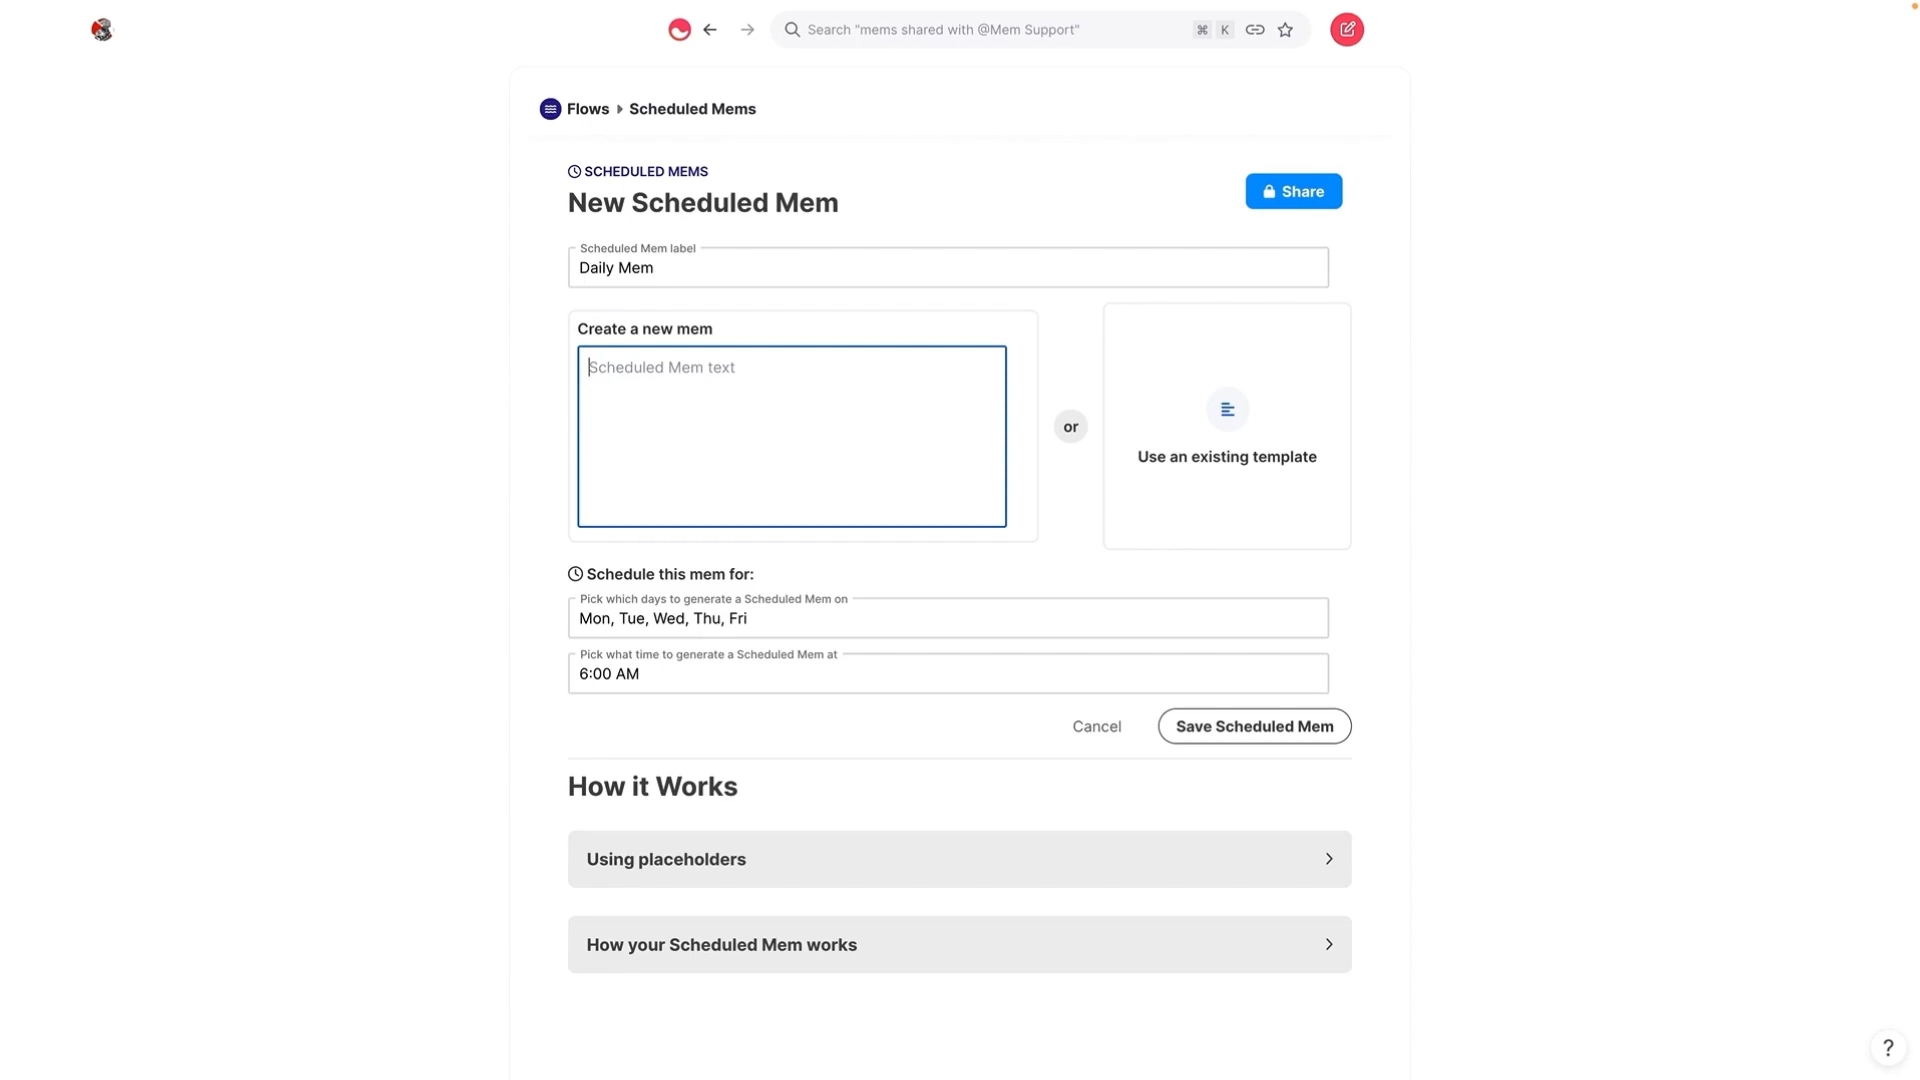 Search "mems shared with @Mem Support"
⌘ K
Flows Scheduled Mems
SCHEDULED MEMS
New Scheduled Mem
Share
Scheduled Mem label
Daily Mem
Create a new mem
Scheduled Mem text
or
Use an existing template
Schedule this mem for:
Pick which days to generate a Scheduled Mem on
Mon, Tue, Wed, Thu, Fri
Pick what time to generate a Scheduled Mem at
6:00 AM
Cancel
Save Scheduled Mem
How it Works
Using placeholders
How your Scheduled Mem works
?